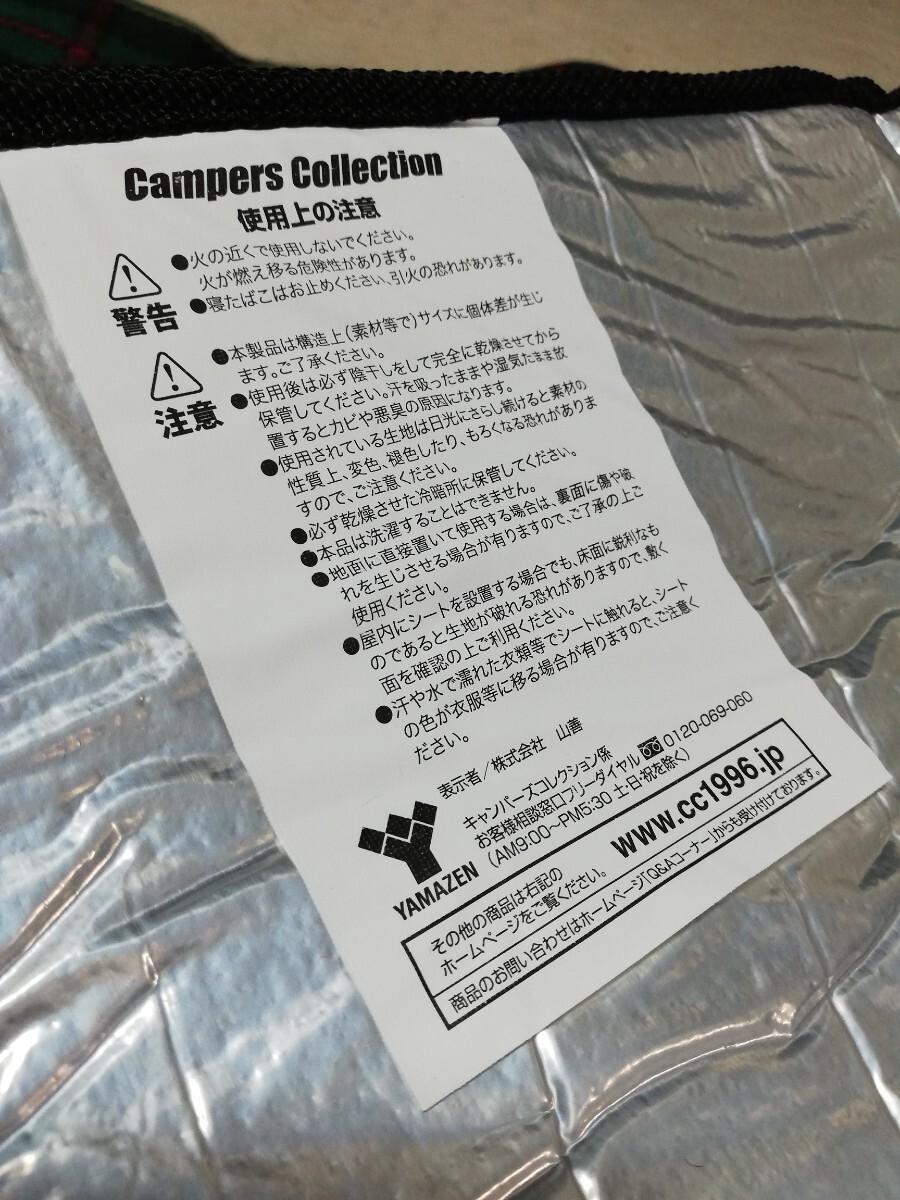 Campers Collection
使用上の注意
警告
●火の近くで使用しないでください。
火が燃え移る危険性があります。
●寝たばこはお止めください、引火の恐れがあります。
注意
●本製品は構造上(素材等で)サイズに個体差が生じ
ます。ご了承ください。
●使用後は必ず陰干しをして完全に乾燥させてから
保管してください。汗を吸ったままや湿気たまま放
置するとカビや悪臭の原因になります。
●使用されている生地は日光にさらし続けると素材の
性質上、変色、褪色したり、もろくなる恐れがありま
すので、ご注意ください。
●必ず乾燥させた冷暗所に保管してください。
●本品は洗濯することはできません。
●地面に直接置いて使用する場合は、裏面に傷や破
れを生じさせる場合が有りますので、ご了承の上ご
使用ください。
●屋内にシートを設置する場合でも、床面に鋭利なも
のであると生地が破れる恐れがありますので、敷く
面を確認の上ご利用ください。
●汗や水で濡れた衣類等でシートに触れると、シート
の色が衣服等に移る場合が有りますので、ご注意く
ださい。
表示者/株式会社 山善
キャンパーズコレクション係
お客様相談窓口フリーダイヤル 0120-069-060
(AM9:00~PM5:30 土・日・祝を除く)
YAMAZEN
その他の商品は右記の
ホームページをご覧ください。
www.cc1996.jp
商品のお問い合わせはホームページ「Q&Aコーナー」からも受け付けております。